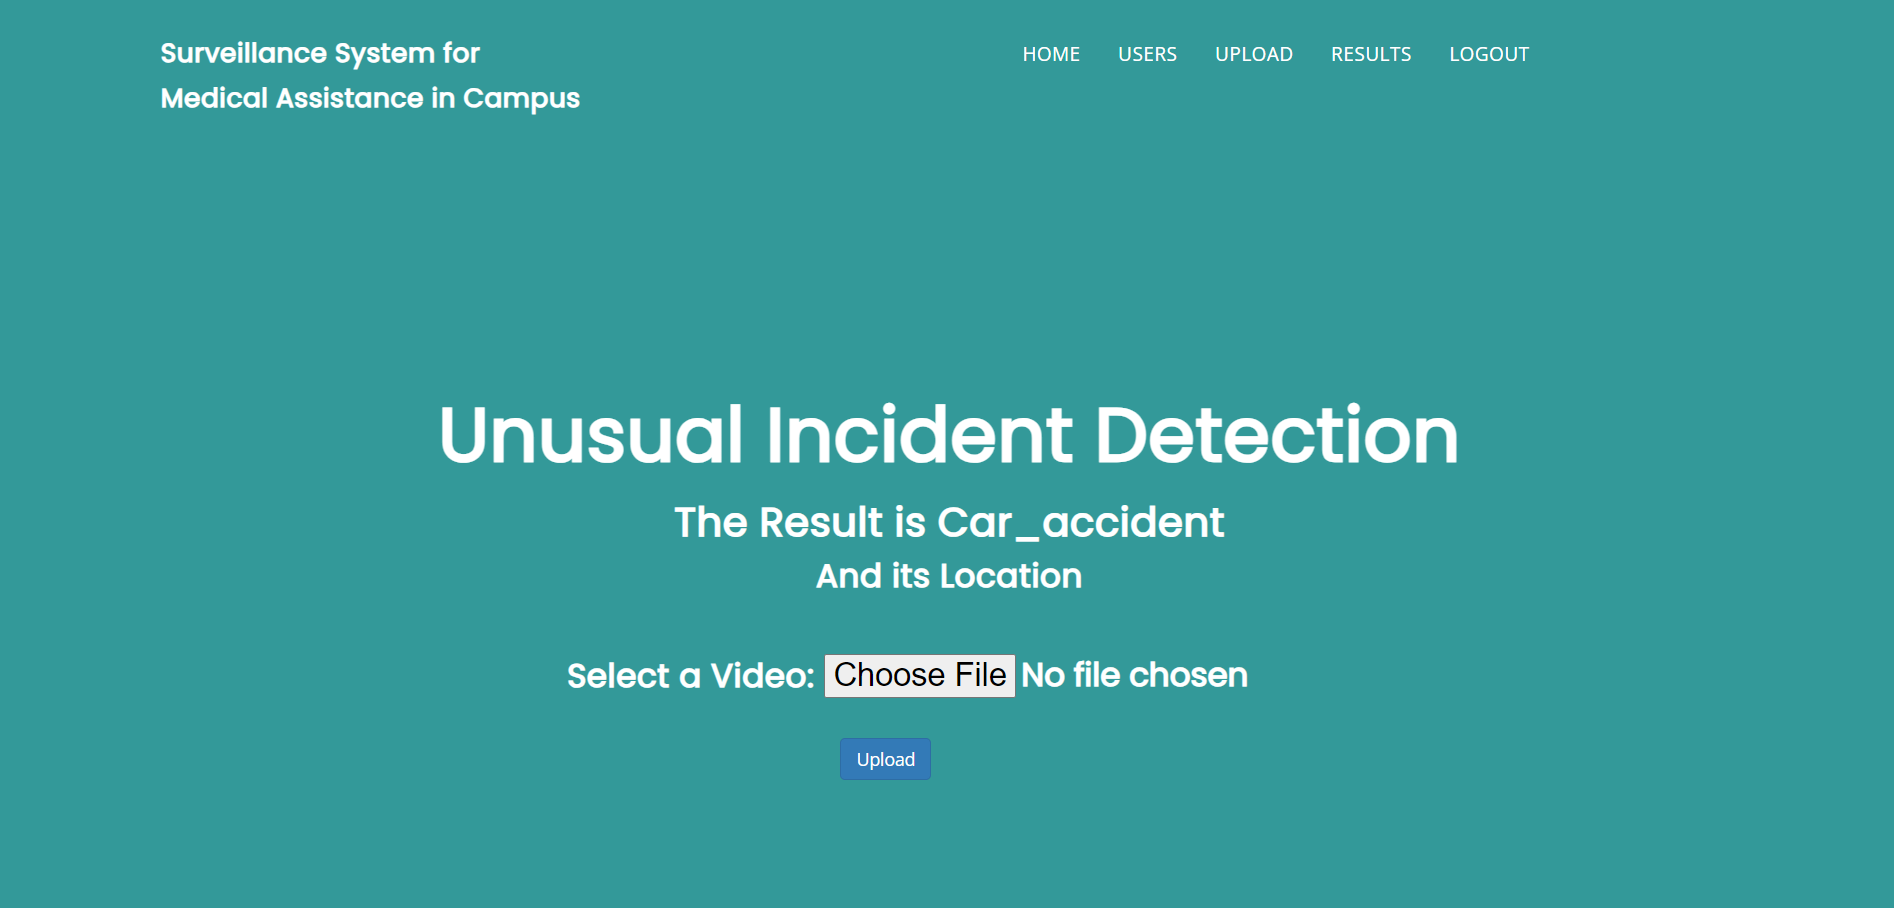 Surveillance System for
Medical Assistance in Campus
HOME USERS UPLOAD RESULTS LOGOUT
Unusual Incident Detection
The Result is Car_accident
And its Location
Select a Video: Choose File No file chosen
Upload